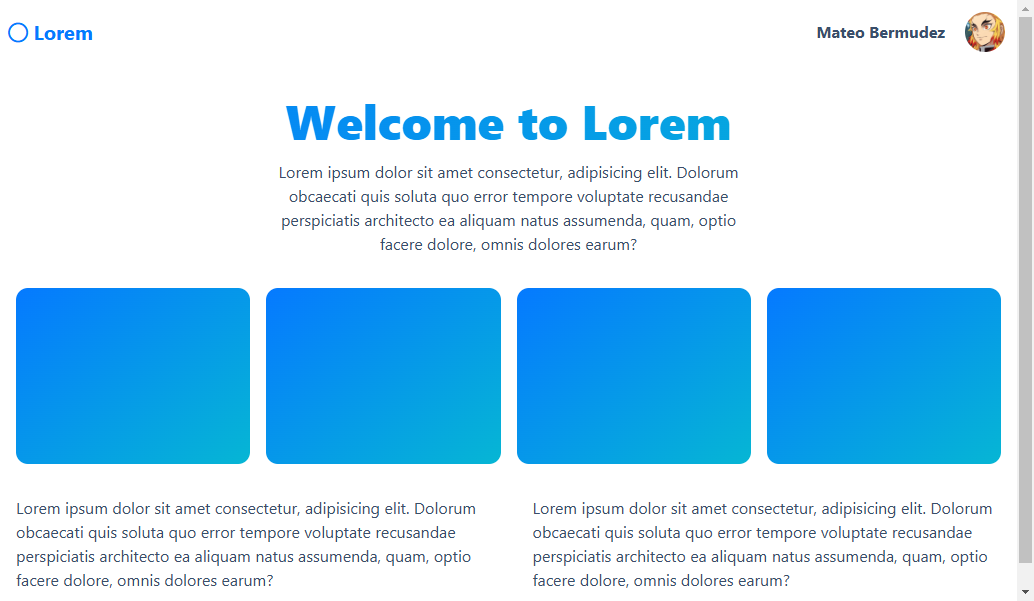 Lorem
Mateo Bermudez
Welcome to Lorem
Lorem ipsum dolor sit amet consectetur, adipisicing elit. Dolorum
obcaecati quis soluta quo error tempore voluptate recusandae
perspiciatis architecto ea aliquam natus assumenda, quam, optio
facere dolore, omnis dolores earum?
Lorem ipsum dolor sit amet consectetur, adipisicing elit. Dolorum
obcaecati quis soluta quo error tempore voluptate recusandae
perspiciatis architecto ea aliquam natus assumenda, quam, optio
facere dolore, omnis dolores earum?
Lorem ipsum dolor sit amet consectetur, adipisicing elit. Dolorum
obcaecati quis soluta quo error tempore voluptate recusandae
perspiciatis architecto ea aliquam natus assumenda, quam, optio
facere dolore, omnis dolores earum?